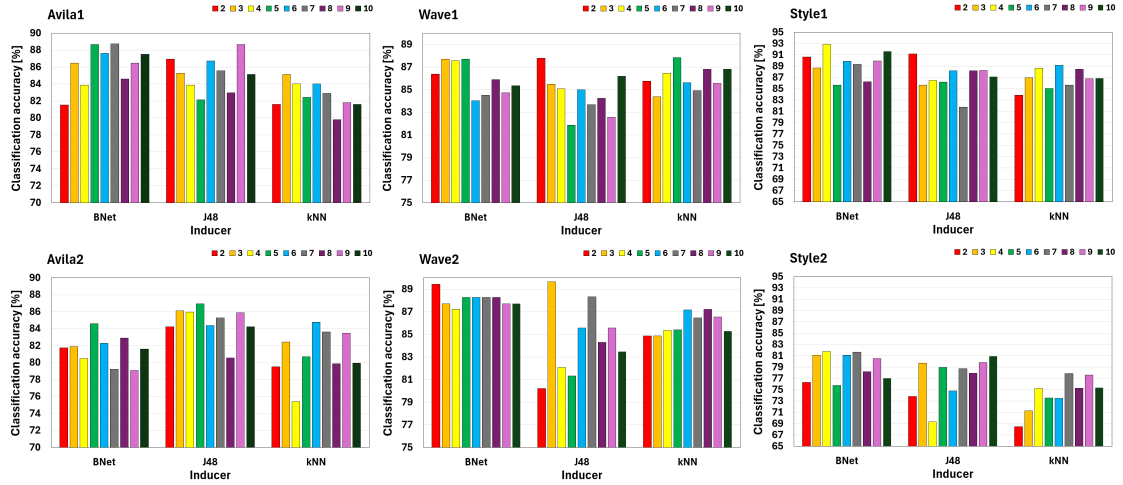 Avila1
2 3 4 5 6 7 8 9 10
Classification accuracy [%]
90
88
86
84
82
80
78
76
74
72
70
BNet J48 kNN
Inducer
Wave1
2 3 4 5 6 7 8 9 10
Classification accuracy [%]
89
87
85
83
81
79
77
75
BNet J48 kNN
Inducer
Style1
2 3 4 5 6 7 8 9 10
Classification accuracy [%]
95
93
91
89
87
85
83
81
79
77
75
73
71
69
67
65
BNet J48 kNN
Inducer
Avila2
2 3 4 5 6 7 8 9 10
Classification accuracy [%]
90
88
86
84
82
80
78
76
74
72
70
BNet J48 kNN
Inducer
Wave2
2 3 4 5 6 7 8 9 10
Classification accuracy [%]
89
87
85
83
81
79
77
75
BNet J48 kNN
Inducer
Style2
2 3 4 5 6 7 8 9 10
Classification accuracy [%]
95
93
91
89
87
85
83
81
79
77
75
73
71
69
67
65
BNet J48 kNN
Inducer